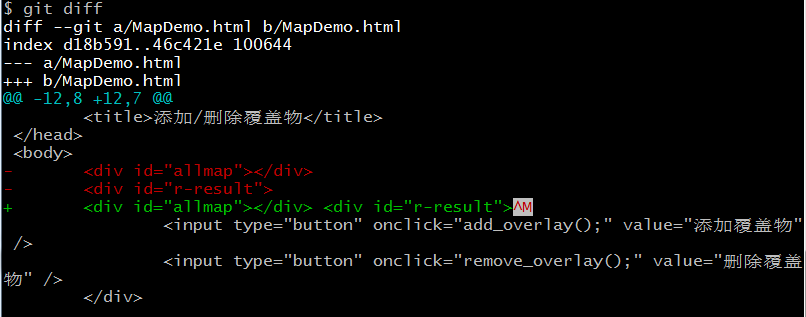 $ git diff
diff --git a/MapDemo.html b/MapDemo.html
index d18b591..46c421e 100644
--- a/MapDemo.html
+++ b/MapDemo.html
@@ -12,8 +12,7 @@
        <title>添加/删除覆盖物</title>
 </head>
 <body>
-       <div id="allmap"></div>
-       <div id="r-result">
+       <div id="allmap"></div> <div id="r-result">^M
                <input type="button" onclick="add_overlay();" value="添加覆盖物"
 />
                <input type="button" onclick="remove_overlay();" value="删除覆盖
物" />
        </div>